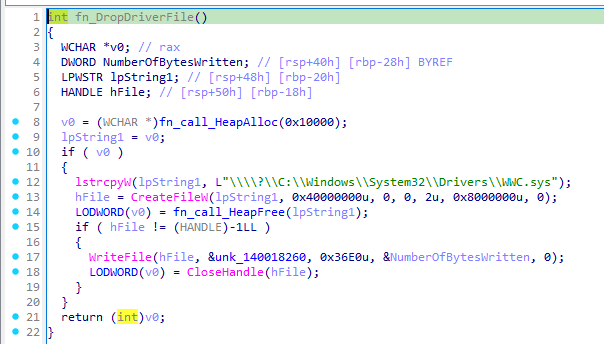 1 int fn_DropDriverFile()
2 {
3 WCHAR *v0; // rax
4 DWORD NumberOfBytesWritten; // [rsp+40h] [rbp-28h] BYREF
5 LPWSTR lpString1; // [rsp+48h] [rbp-20h]
6 HANDLE hFile; // [rsp+50h] [rbp-18h]
7
8 v0 = (WCHAR *)fn_call_HeapAlloc(0x10000);
9 lpString1 = v0;
10 if ( v0 )
11 {
12 lstrcpyW(lpString1, L"\\\\?\\C:\\Windows\\System32\\Drivers\\WWC.sys");
13 hFile = CreateFileW(lpString1, 0x40000000u, 0, 0, 2u, 0x8000000u, 0);
14 LODWORD(v0) = fn_call_HeapFree(lpString1);
15 if ( hFile != (HANDLE)-1LL )
16 {
17 WriteFile(hFile, &unk_140018260, 0x36E0u, &NumberOfBytesWritten, 0);
18 LODWORD(v0) = CloseHandle(hFile);
19 }
20 }
21 return (int)v0;
22 }